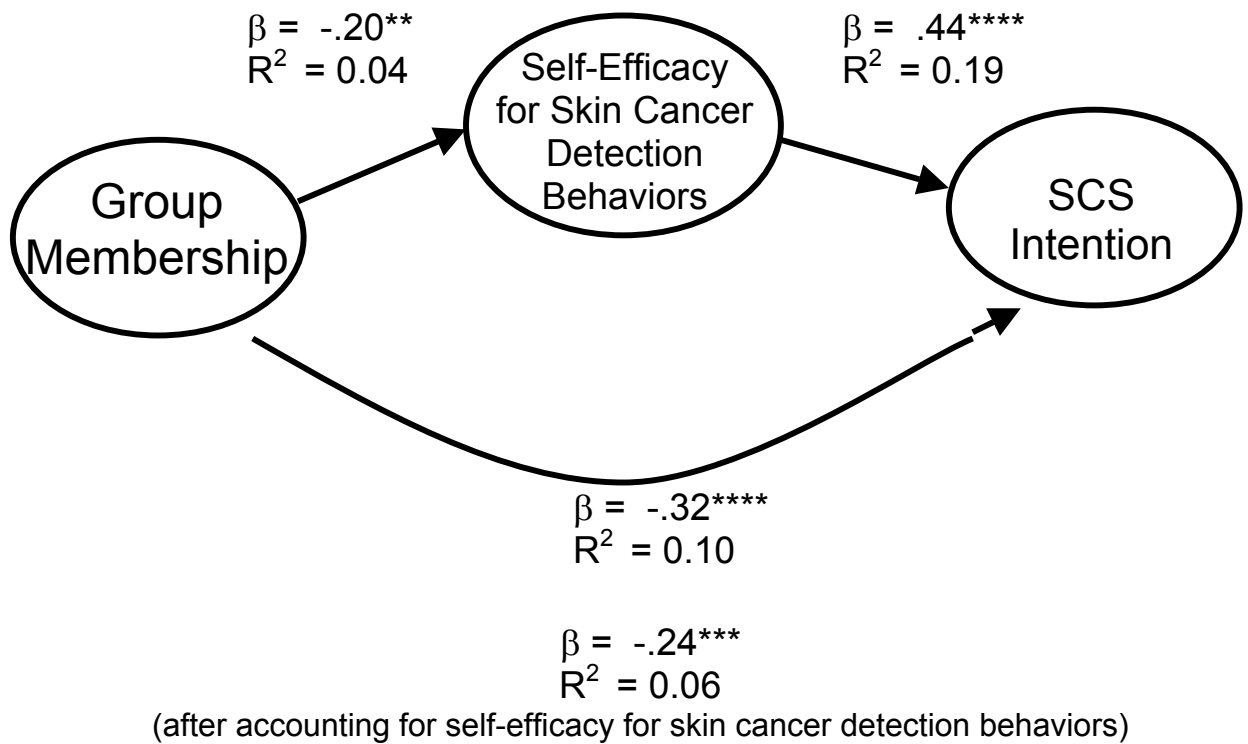 β = -.20**
R² = 0.04
Self-Efficacy
for Skin Cancer
Detection
Behaviors
β = .44****
R² = 0.19
Group
Membership
SCS
Intention
β = -.32****
R² = 0.10
β = -.24***
R² = 0.06
(after accounting for self-efficacy for skin cancer detection behaviors)